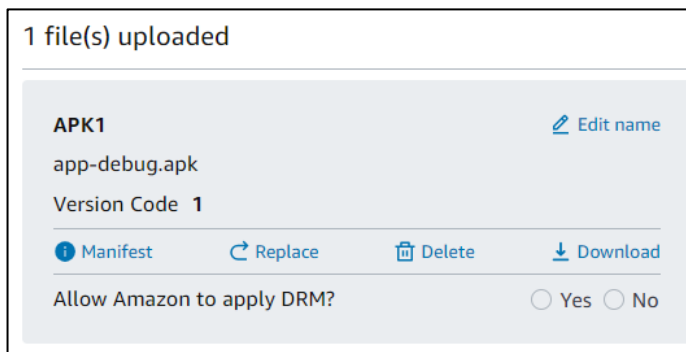 1 file(s) uploaded
APK1 Edit name
app-debug.apk
Version Code 1
Manifest Replace Delete Download
Allow Amazon to apply DRM? Yes No